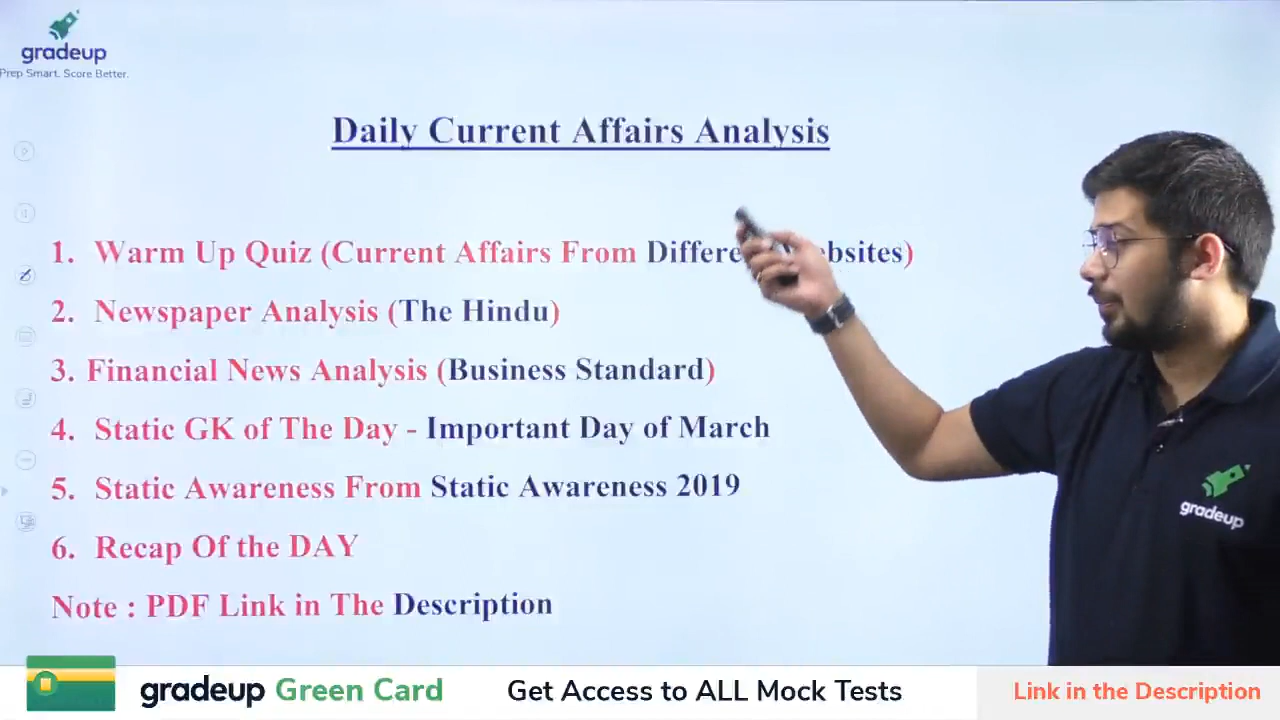 gradeup
Prep Smart. Score Better.
Daily Current Affairs Analysis
1. Warm Up Quiz (Current Affairs From Differe bsites)
2. Newspaper Analysis (The Hindu)
3. Financial News Analysis (Business Standard)
4. Static GK of The Day - Important Day of March
5. Static Awareness From Static Awareness 2019
6. Recap Of the DAY
Note : PDF Link in The Description
gradeup
gradeup Green Card Get Access to ALL Mock Tests Link in the Description